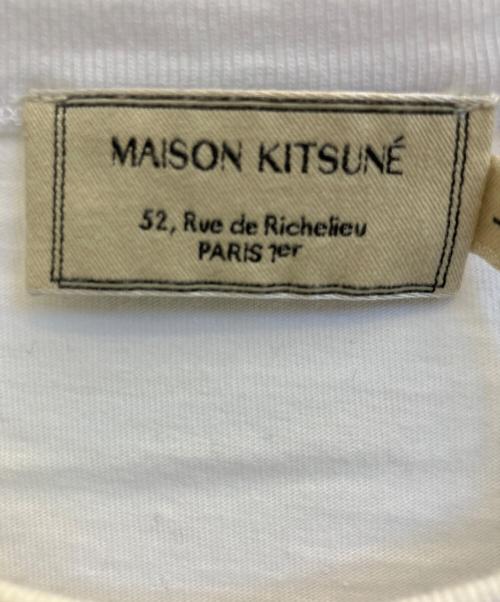 MAISON KITSUNÉ
52, Rue de Richelieu
PARIS 1er